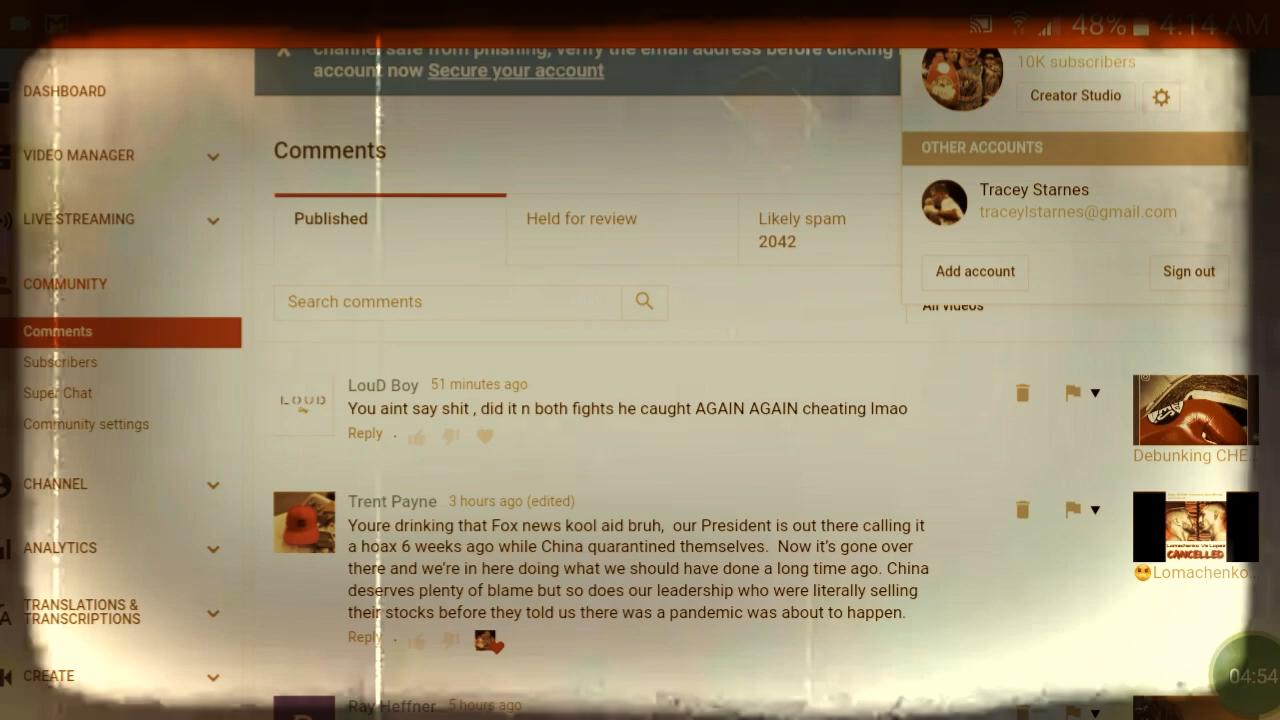 48% 4:14 AM
channel safe from phishing, verify the email address before clicking
account now Secure your account
10K subscribers
Creator Studio
OTHER ACCOUNTS
Tracey Starnes
traceylstarnes@gmail.com
Add account
Sign out
All videos
DASHBOARD
VIDEO MANAGER
LIVE STREAMING
COMMUNITY
Comments
Subscribers
Super Chat
Community settings
CHANNEL
ANALYTICS
TRANSLATIONS &
TRANSCRIPTIONS
CREATE
Comments
Published
Held for review
Likely spam
2042
Search comments
LOUD
LouD Boy 51 minutes ago
You aint say shit , did it n both fights he caught AGAIN AGAIN cheating lmao
Reply .
Debunking CHE...
Trent Payne 3 hours ago (edited)
Youre drinking that Fox news kool aid bruh, our President is out there calling it
a hoax 6 weeks ago while China quarantined themselves. Now it's gone over
there and we're in here doing what we should have done a long time ago. China
deserves plenty of blame but so does our leadership who were literally selling
their stocks before they told us there was a pandemic was about to happen.
Reply .
Lomachenko Vs Lopez
CANCELLED
😠Lomachenko...
Ray Heffner 5 hours ago
04:54